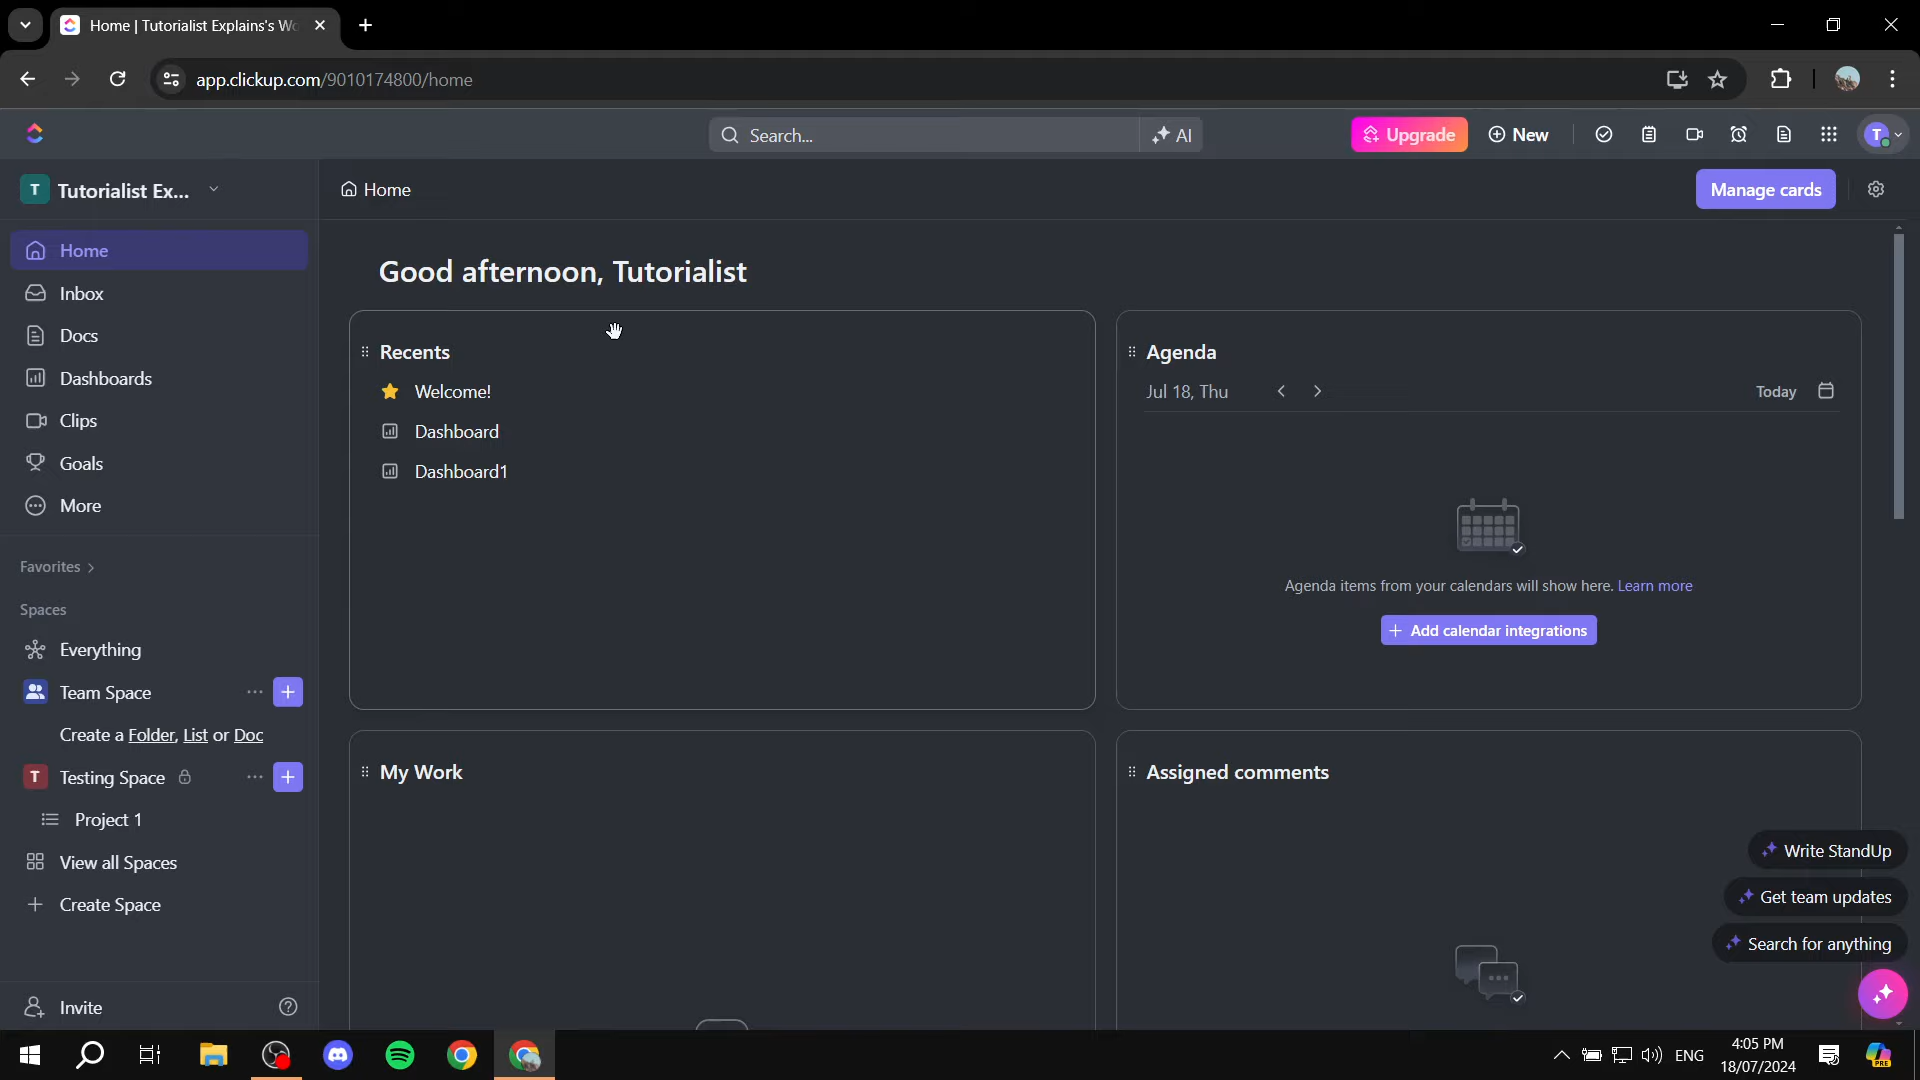 Home | Tutorialist Explains's Wo
app.clickup.com/9010174800/home
Search...
AI
Upgrade
New
T
T Tutorialist Ex...
Home
Manage cards
Home
Inbox
Docs
Dashboards
Clips
Goals
More
Favorites
Spaces
Everything
Team Space
Create a Folder, List or Doc
T Testing Space
Project 1
View all Spaces
Create Space
Invite
Good afternoon, Tutorialist
Recents
Welcome!
Dashboard
Dashboard1
Agenda
Jul 18, Thu
Today
Agenda items from your calendars will show here. Learn more
Add calendar integrations
My Work
Assigned comments
Write StandUp
Get team updates
Search for anything
ENG
4:05 PM
18/07/2024
PRE